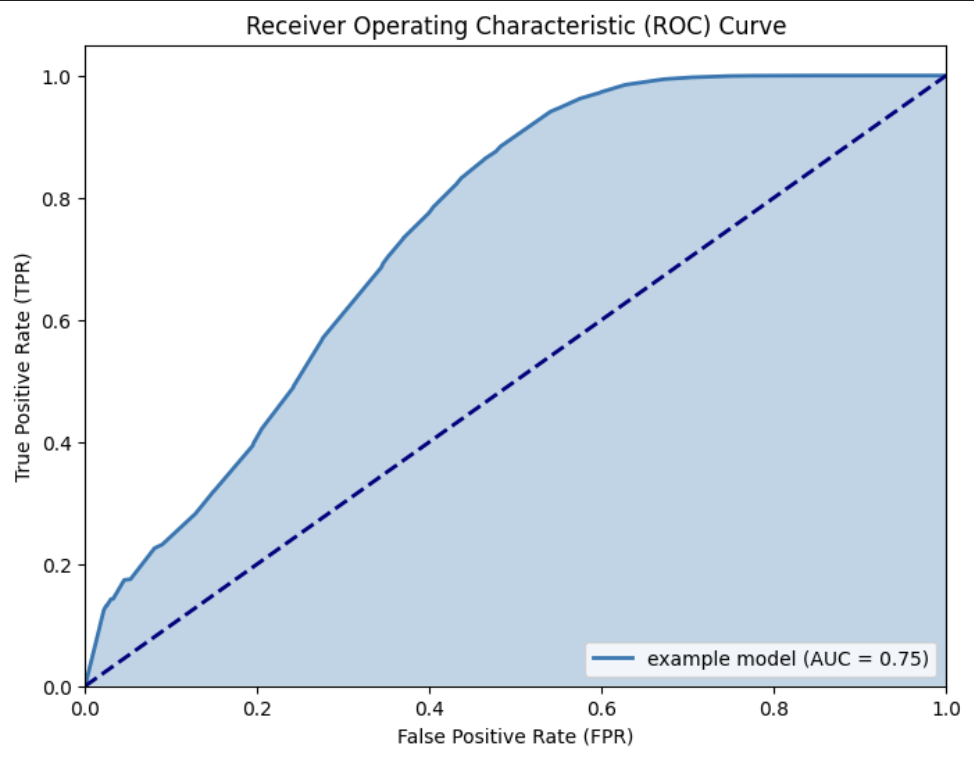 Receiver Operating Characteristic (ROC) Curve
1.0
0.8
0.6
0.4
0.2
0.0
True Positive Rate (TPR)
example model (AUC = 0.75)
0.0 0.2 0.4 0.6 0.8 1.0
False Positive Rate (FPR)